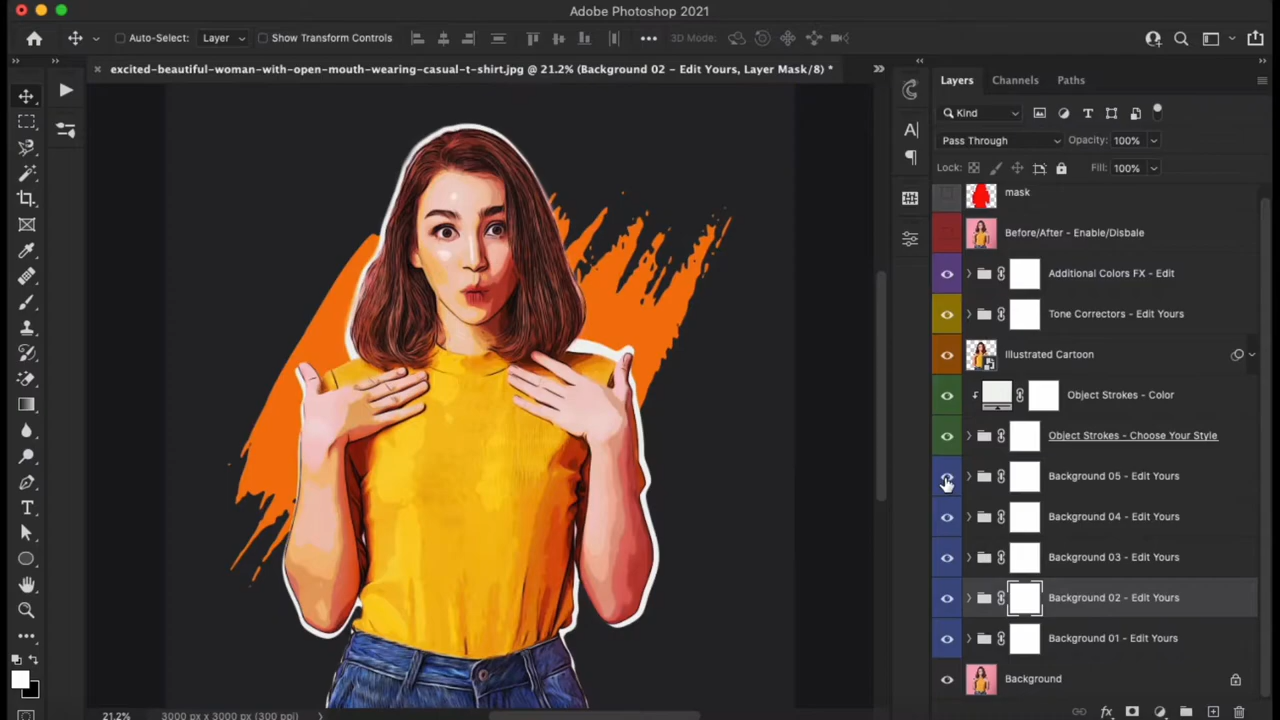 Adobe Photoshop 2021
Auto-Select: Layer Show Transform Controls 3D Mode:
excited-beautiful-woman-with-open-mouth-wearing-casual-t-shirt.jpg @ 21.2% (Background 02 - Edit Yours, Layer Mask/8) *
Layers Channels Paths
Kind
Pass Through Opacity: 100%
Lock: Fill: 100%
mask
Before/After - Enable/Disbale
Additional Colors FX - Edit
Tone Correctors - Edit Yours
Illustrated Cartoon
Object Strokes - Color
Object Strokes - Choose Your Style
Background 05 - Edit Yours
Background 04 - Edit Yours
Background 03 - Edit Yours
Background 02 - Edit Yours
Background 01 - Edit Yours
Background
21.2% 3000 px x 3000 px (300 ppi)